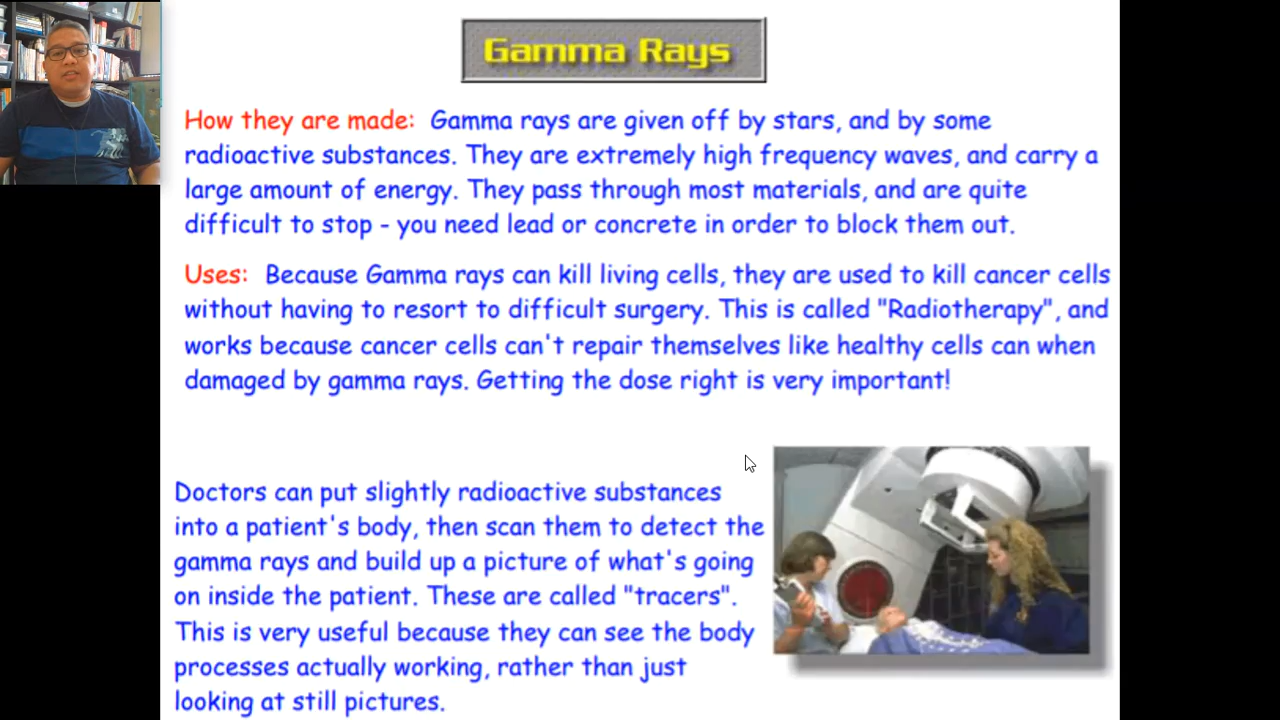 Gamma Rays
How they are made: Gamma rays are given off by stars, and by some
radioactive substances. They are extremely high frequency waves, and carry a
large amount of energy. They pass through most materials, and are quite
difficult to stop - you need lead or concrete in order to block them out.
Uses: Because Gamma rays can kill living cells, they are used to kill cancer cells
without having to resort to difficult surgery. This is called "Radiotherapy", and
works because cancer cells can't repair themselves like healthy cells can when
damaged by gamma rays. Getting the dose right is very important!
Doctors can put slightly radioactive substances
into a patient's body, then scan them to detect the
gamma rays and build up a picture of what's going
on inside the patient. These are called "tracers".
This is very useful because they can see the body
processes actually working, rather than just
looking at still pictures.